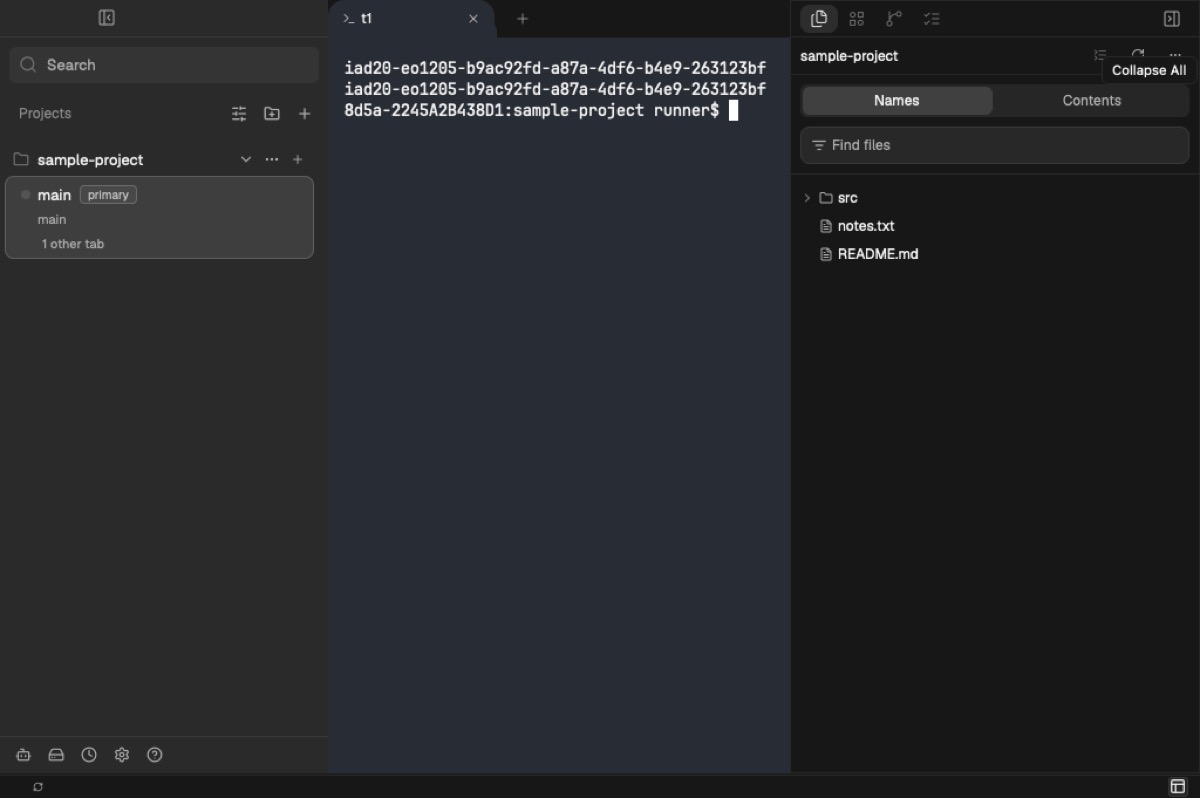 Search
Projects
sample-project
main primary
main
1 other tab
>_ t1
iad20-eo1205-b9ac92fd-a87a-4df6-b4e9-263123bf
iad20-eo1205-b9ac92fd-a87a-4df6-b4e9-263123bf
8d5a-2245A2B438D1:sample-project runner$
sample-project
Collapse All
Names Contents
Find files
src
notes.txt
README.md